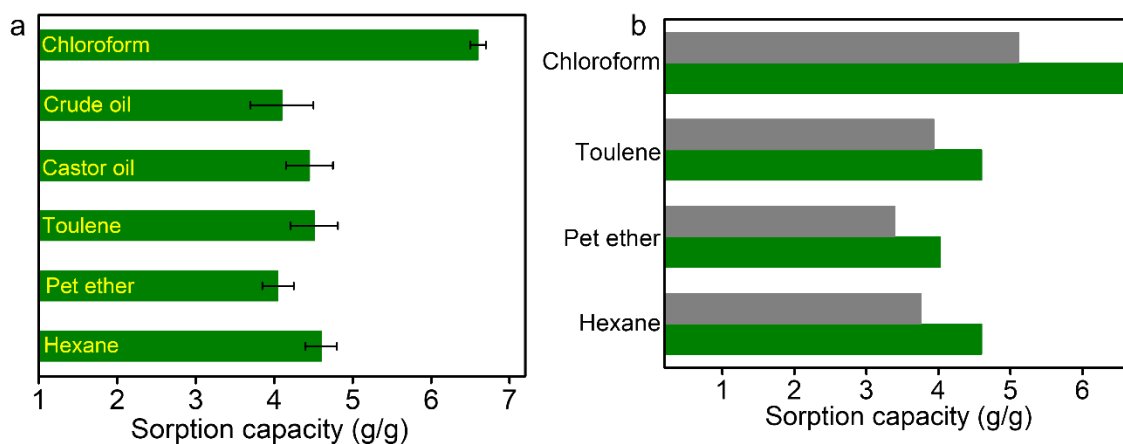 a
Chloroform
Crude oil
Castor oil
Toulene
Pet ether
Hexane
1 2 3 4 5 6 7
Sorption capacity (g/g)
b
Chloroform
Toulene
Pet ether
Hexane
1 2 3 4 5 6
Sorption capacity (g/g)